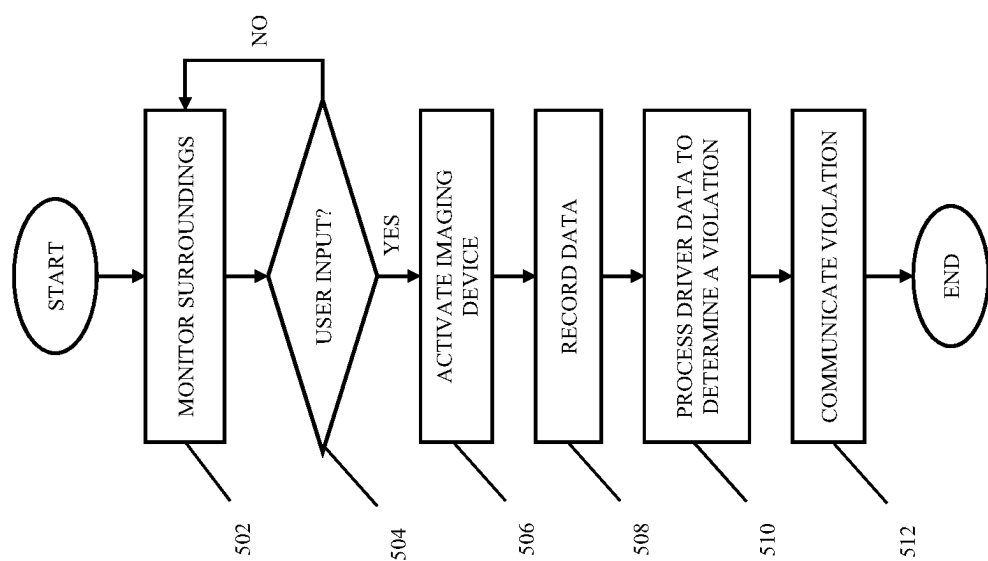 START
MONITOR SURROUNDINGS
502
NO
USER INPUT?
504
YES
ACTIVATE IMAGING
DEVICE
506
RECORD DATA
508
PROCESS DRIVER DATA TO
DETERMINE A VIOLATION
510
COMMUNICATE VIOLATION
512
END